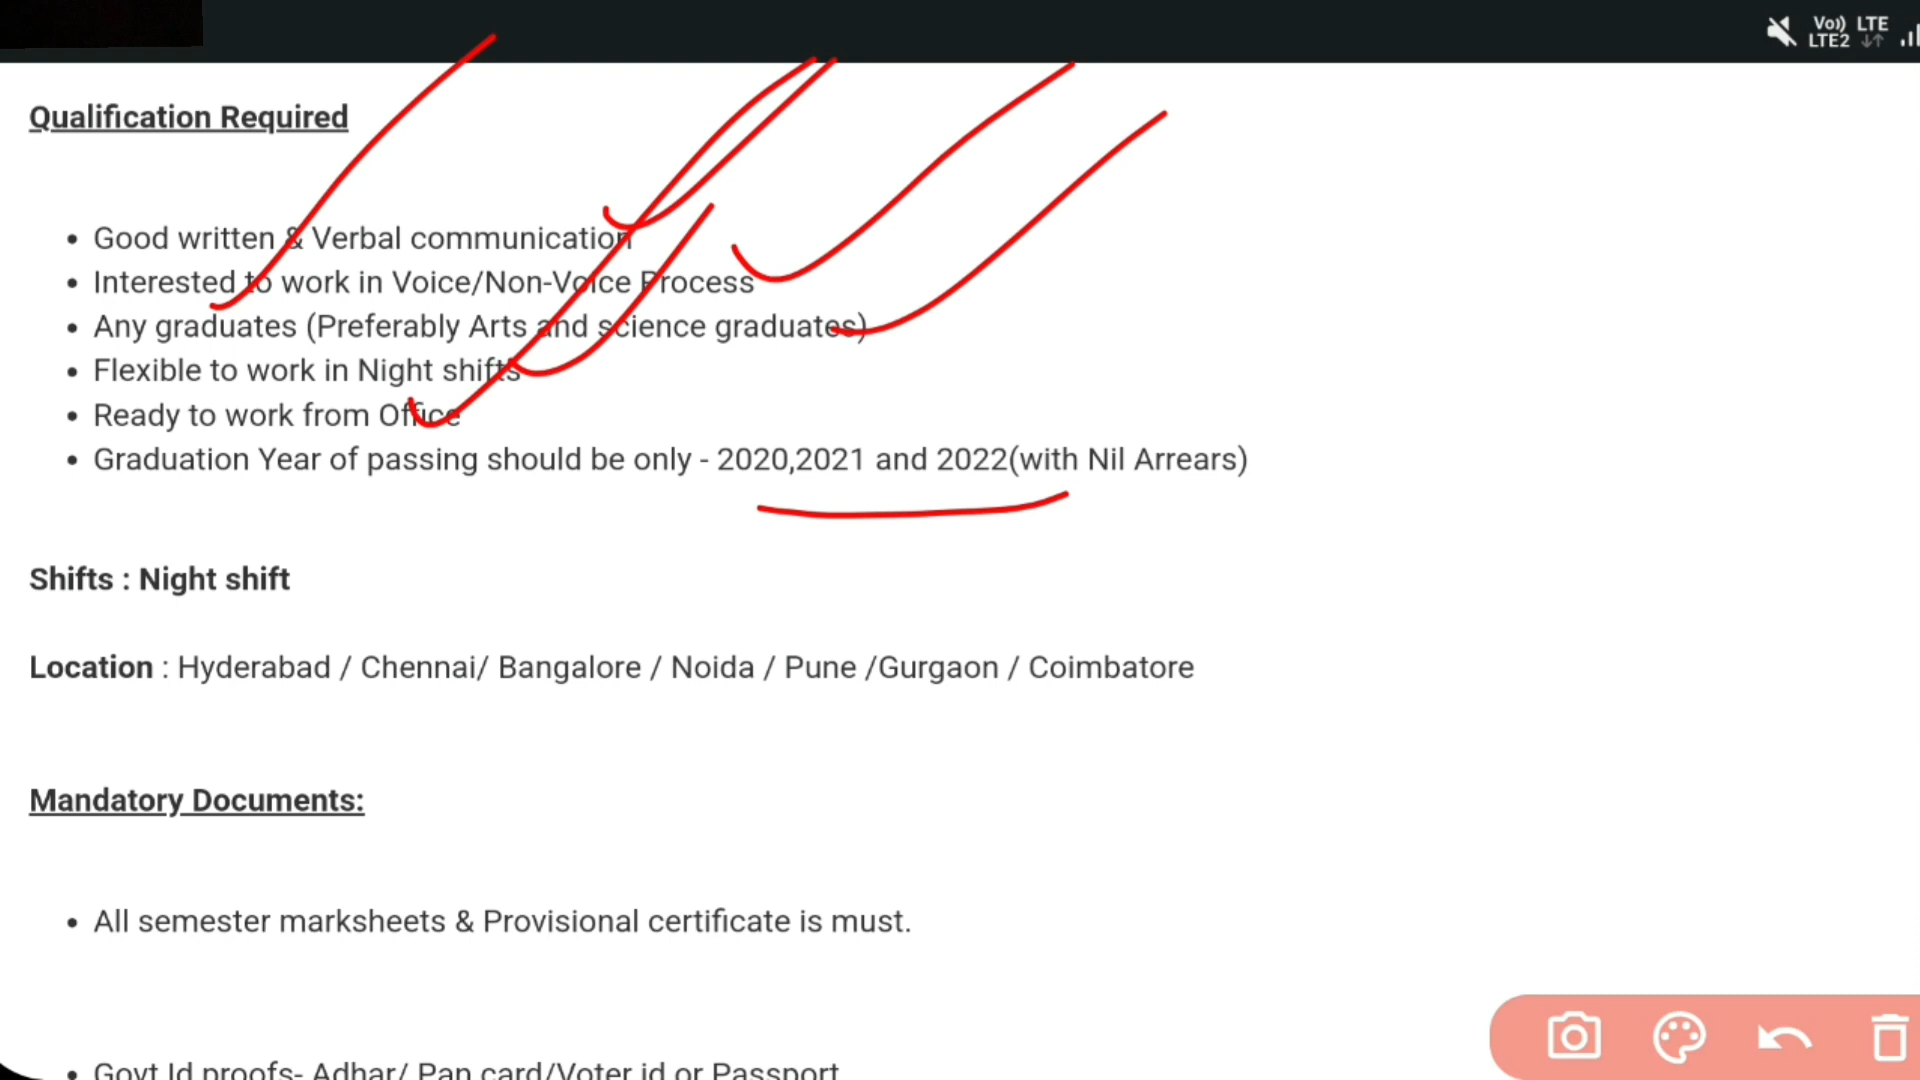 Vo)) LTE
LTE2
Qualification Required
Good written & Verbal communication
Interested to work in Voice/Non-Voice Process
Any graduates (Preferably Arts and science graduates)
Flexible to work in Night shifts
Ready to work from Office
Graduation Year of passing should be only - 2020,2021 and 2022(with Nil Arrears)
Shifts : Night shift
Location : Hyderabad / Chennai/ Bangalore / Noida / Pune /Gurgaon / Coimbatore
Mandatory Documents:
All semester marksheets & Provisional certificate is must.
Govt Id proofs- Adhar/ Pan card/Voter id or Passport